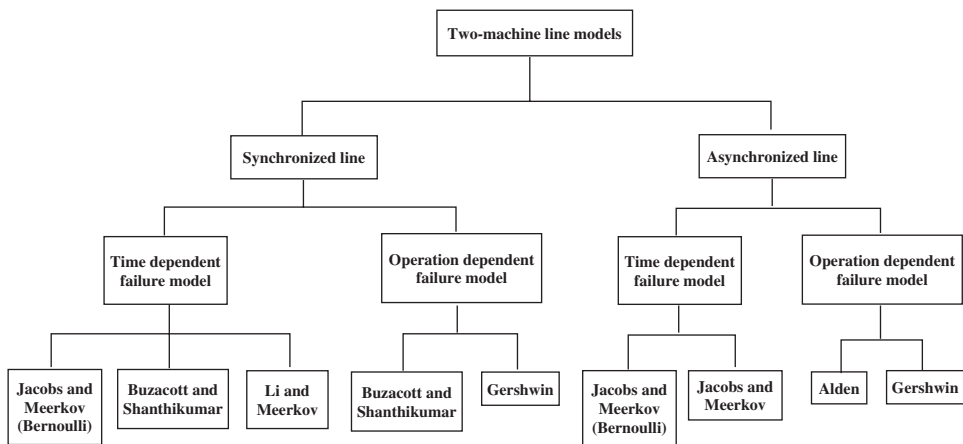 Two-machine line models
Synchronized line
Asynchronized line
Time dependent
failure model
Operation dependent
failure model
Time dependent
failure model
Operation dependent
failure model
Jacobs and
Meerkov
(Bernoulli)
Buzacott and
Shanthikumar
Li and
Meerkov
Buzacott and
Shanthikumar
Gershwin
Jacobs and
Meerkov
(Bernoulli)
Jacobs and
Meerkov
Alden
Gershwin